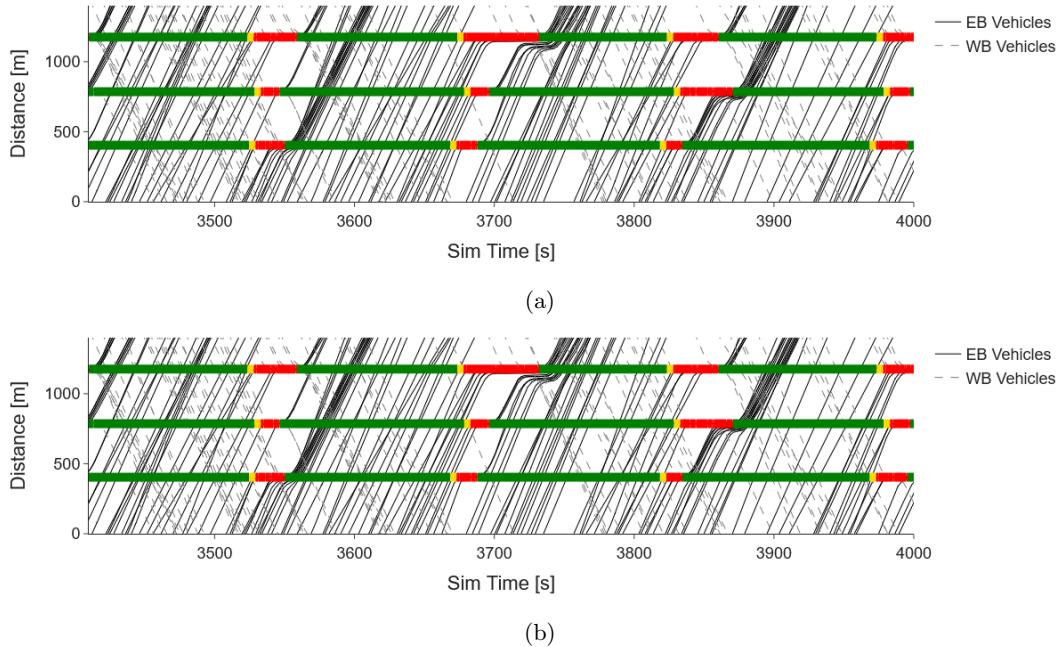 EB Vehicles
WB Vehicles
Distance [m]
1000
500
0
3500 3600 3700 3800 3900 4000
Sim Time [s]
(a)
EB Vehicles
WB Vehicles
Distance [m]
1000
500
0
3500 3600 3700 3800 3900 4000
Sim Time [s]
(b)